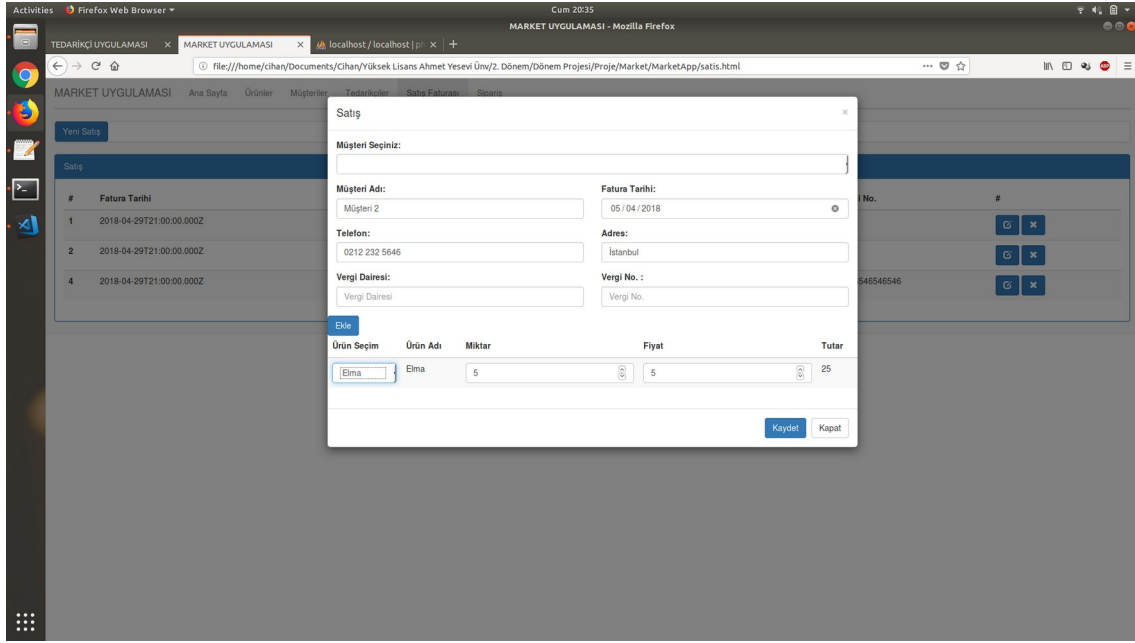 Activities Firefox Web Browser Cum 20:35
MARKET UYGULAMASI - Mozilla Firefox
TEDARİKÇİ UYGULAMASI MARKET UYGULAMASI localhost / localhost | ph
file:///home/cihan/Documents/Cihan/Yüksek Lisans Ahmet Yesevi Ünv/2. Dönem/Dönem Projesi/Proje/Market/MarketApp/satis.html
MARKET UYGULAMASI Ana Sayfa Ürünler Müşteriler Tedarikçiler Satış Faturası Sipariş
Satış ×
Yeni Satış
Müşteri Seçiniz:
Satış
Müşteri Adı: Fatura Tarihi:
# Fatura Tarihi No. #
Müşteri 2 05 / 04 / 2018
1 2018-04-29T21:00:00.000Z
Telefon: Adres:
2 2018-04-29T21:00:00.000Z
0212 232 5646 İstanbul
Vergi Dairesi: Vergi No. :
4 2018-04-29T21:00:00.000Z 546546546
Vergi Dairesi Vergi No.
Ekle
Ürün Seçim Ürün Adı Miktar Fiyat Tutar
Elma Elma 5 5 25
Kaydet Kapat